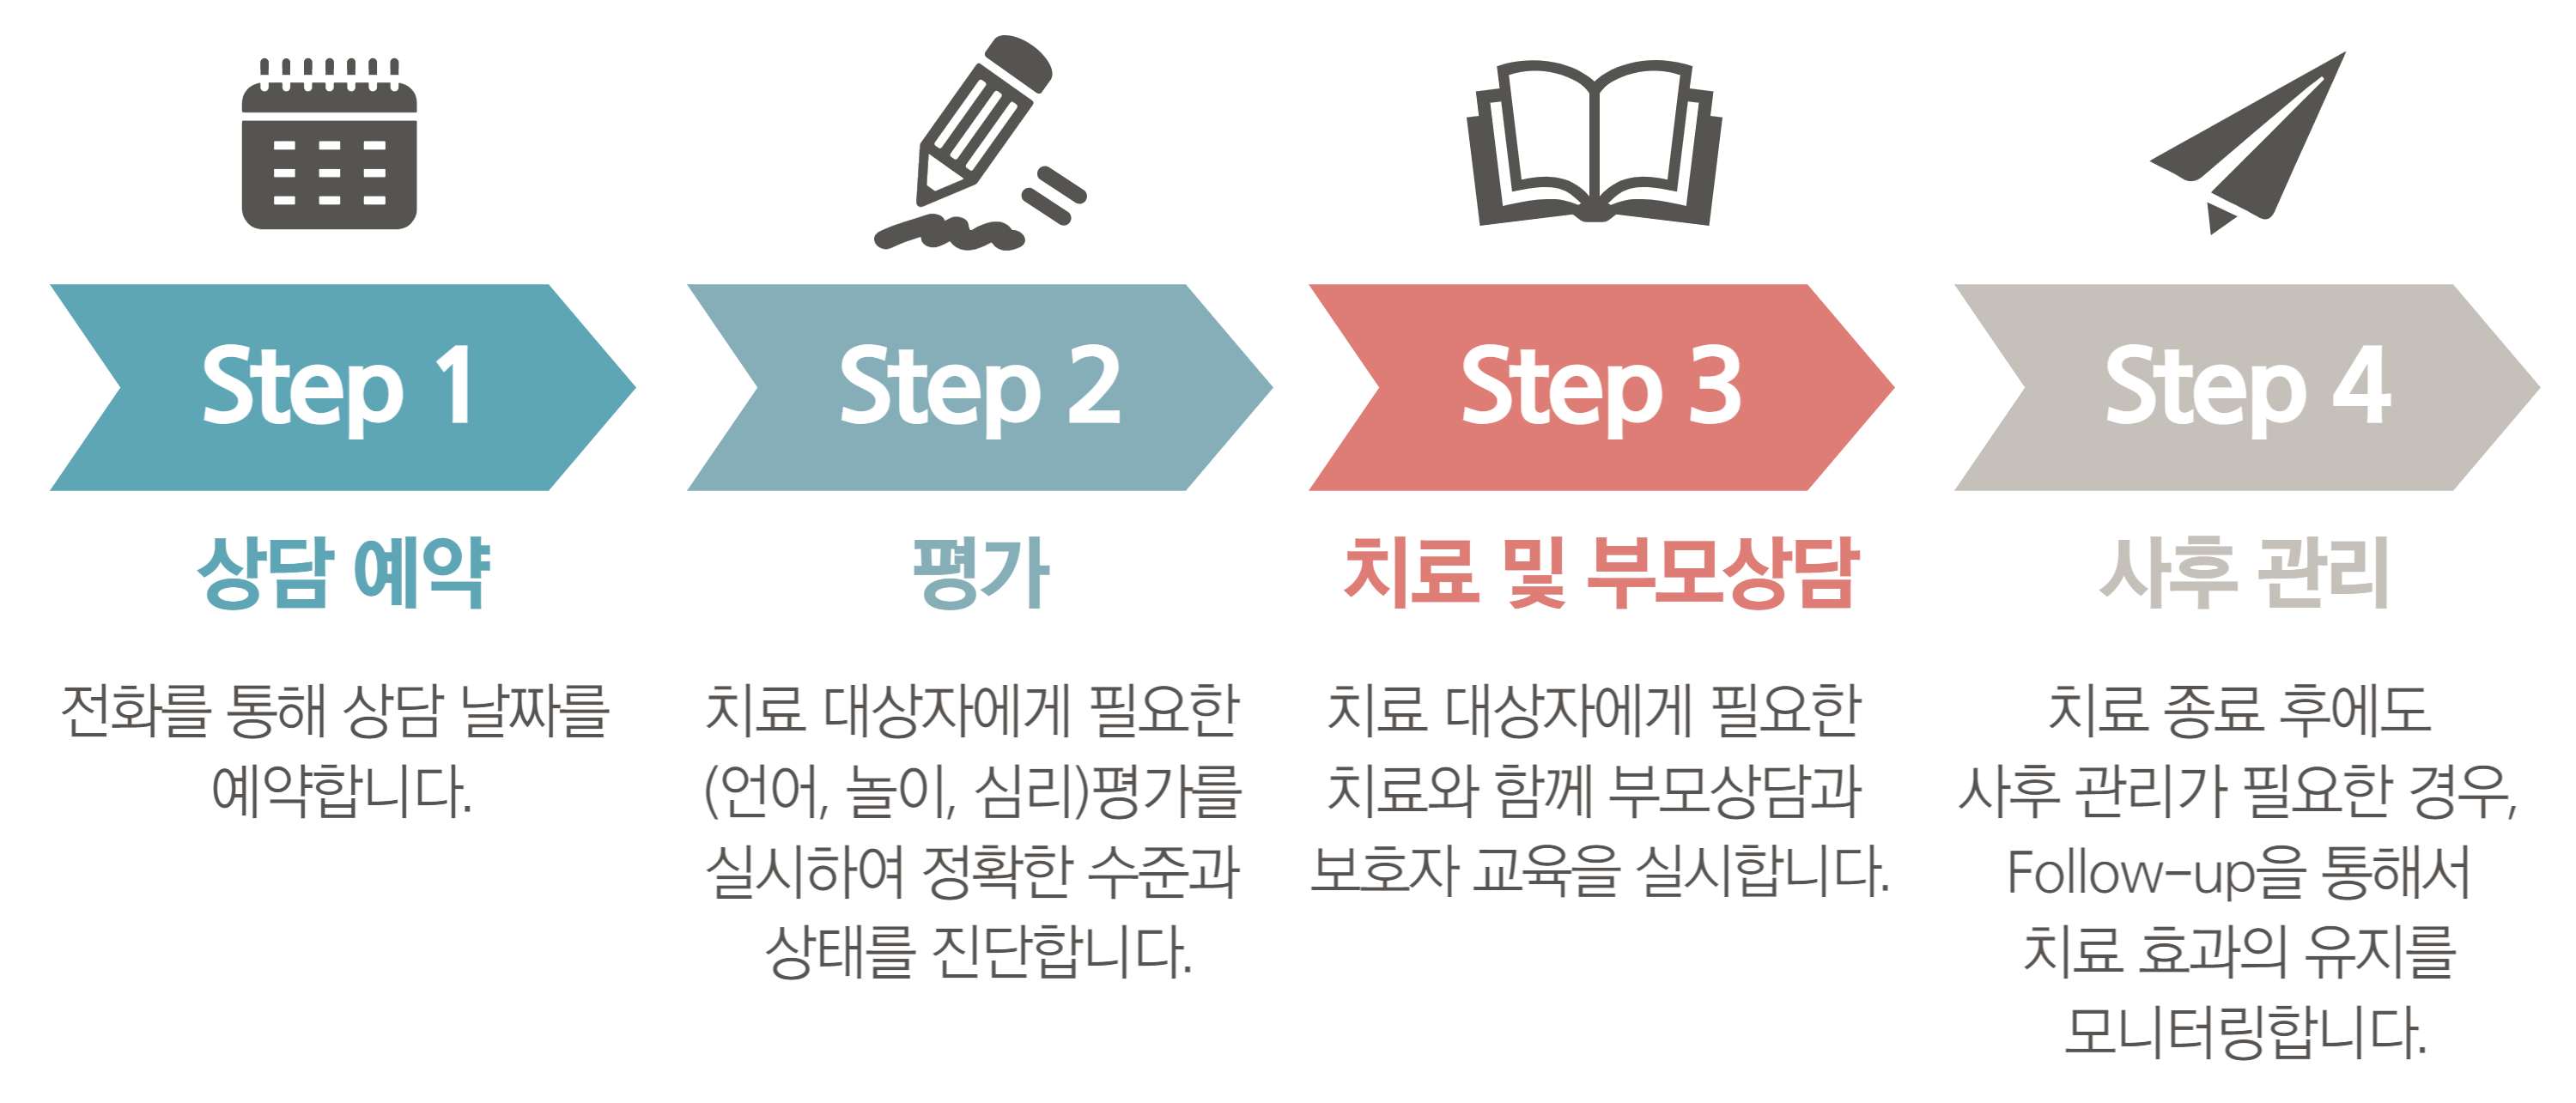 Step 1
상담 예약
전화를 통해 상담 날짜를
예약합니다.
Step 2
평가
치료 대상자에게 필요한
(언어, 놀이, 심리)평가를
실시하여 정확한 수준과
상태를 진단합니다.
Step 3
치료 및 부모상담
치료 대상자에게 필요한
치료와 함께 부모상담과
보호자 교육을 실시합니다.
Step 4
사후 관리
치료 종료 후에도
사후 관리가 필요한 경우,
Follow-up을 통해서
치료 효과의 유지를
모니터링합니다.